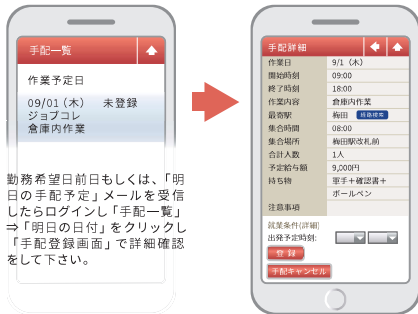 手配一覧
作業予定日
09/01（木） 未登録
ジョブコレ
倉庫内作業
勤務希望日前日もしくは、「明
日の手配予定」メールを受信
したらログインし「手配一覧」
⇒「明日の日付」をクリックし
「手配登録画面」で詳細確認
をして下さい。
手配詳細
作業日 9/1（木）
開始時刻 09:00
終了時刻 18:00
作業内容 倉庫内作業
最寄駅 梅田 経路検索
集合時間 08:00
集合場所 梅田駅改札前
合計人数 1人
予定給与額 9,000円
持ち物 軍手＋確認書＋
ボールペン
注意事項
就業条件(詳細)
出発予定時刻:
登 録
手配キャンセル